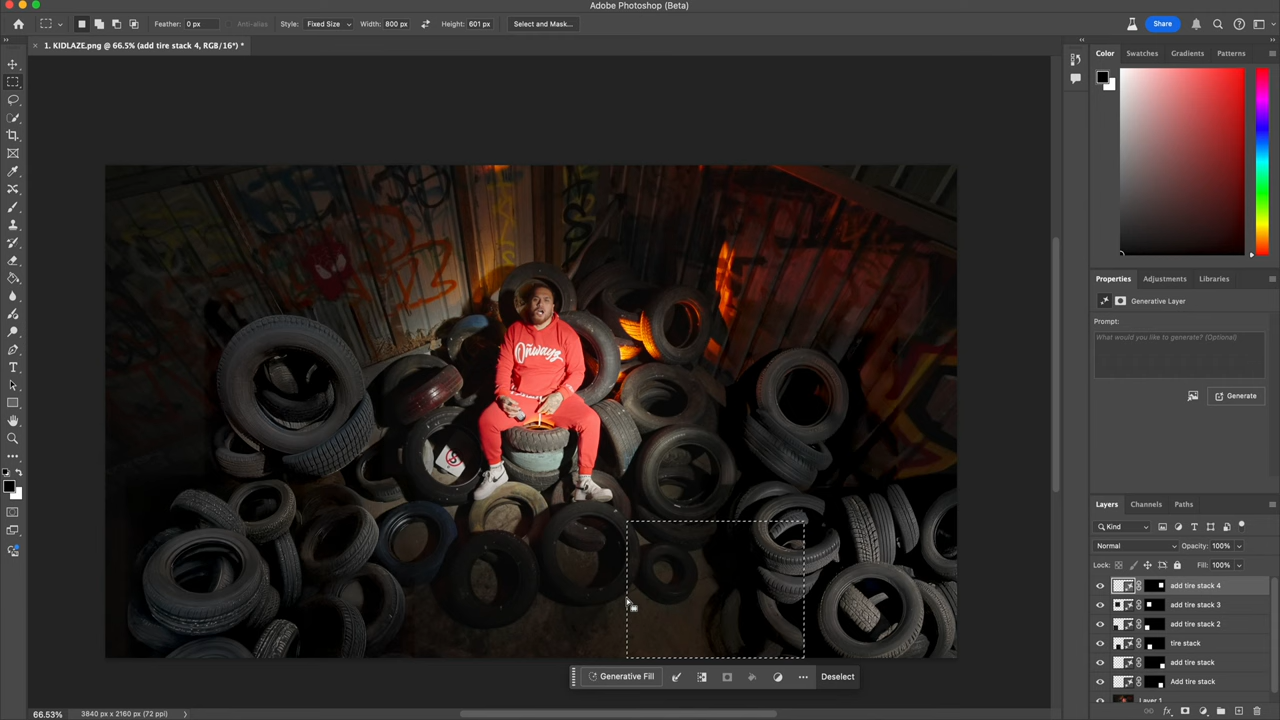 Adobe Photoshop (Beta)
Feather: 0 px
Anti-alias
Style: Fixed Size
Width: 800 px
Height: 601 px
Select and Mask...
Share
1. KIDLAZE.png @ 66.5% (add tire stack 4, RGB/16*) *
Color
Swatches
Gradients
Patterns
Oñwayz
Properties
Adjustments
Libraries
Generative Layer
Prompt:
What would you like to generate? (Optional)
Generate
Layers
Channels
Paths
Kind
Normal
Opacity: 100%
Lock:
Fill: 100%
add tire stack 4
add tire stack 3
add tire stack 2
tire stack
add tire stack
Add tire stack
Layer 1
Generative Fill
Deselect
66.53%
3840 px x 2160 px (72 ppi)